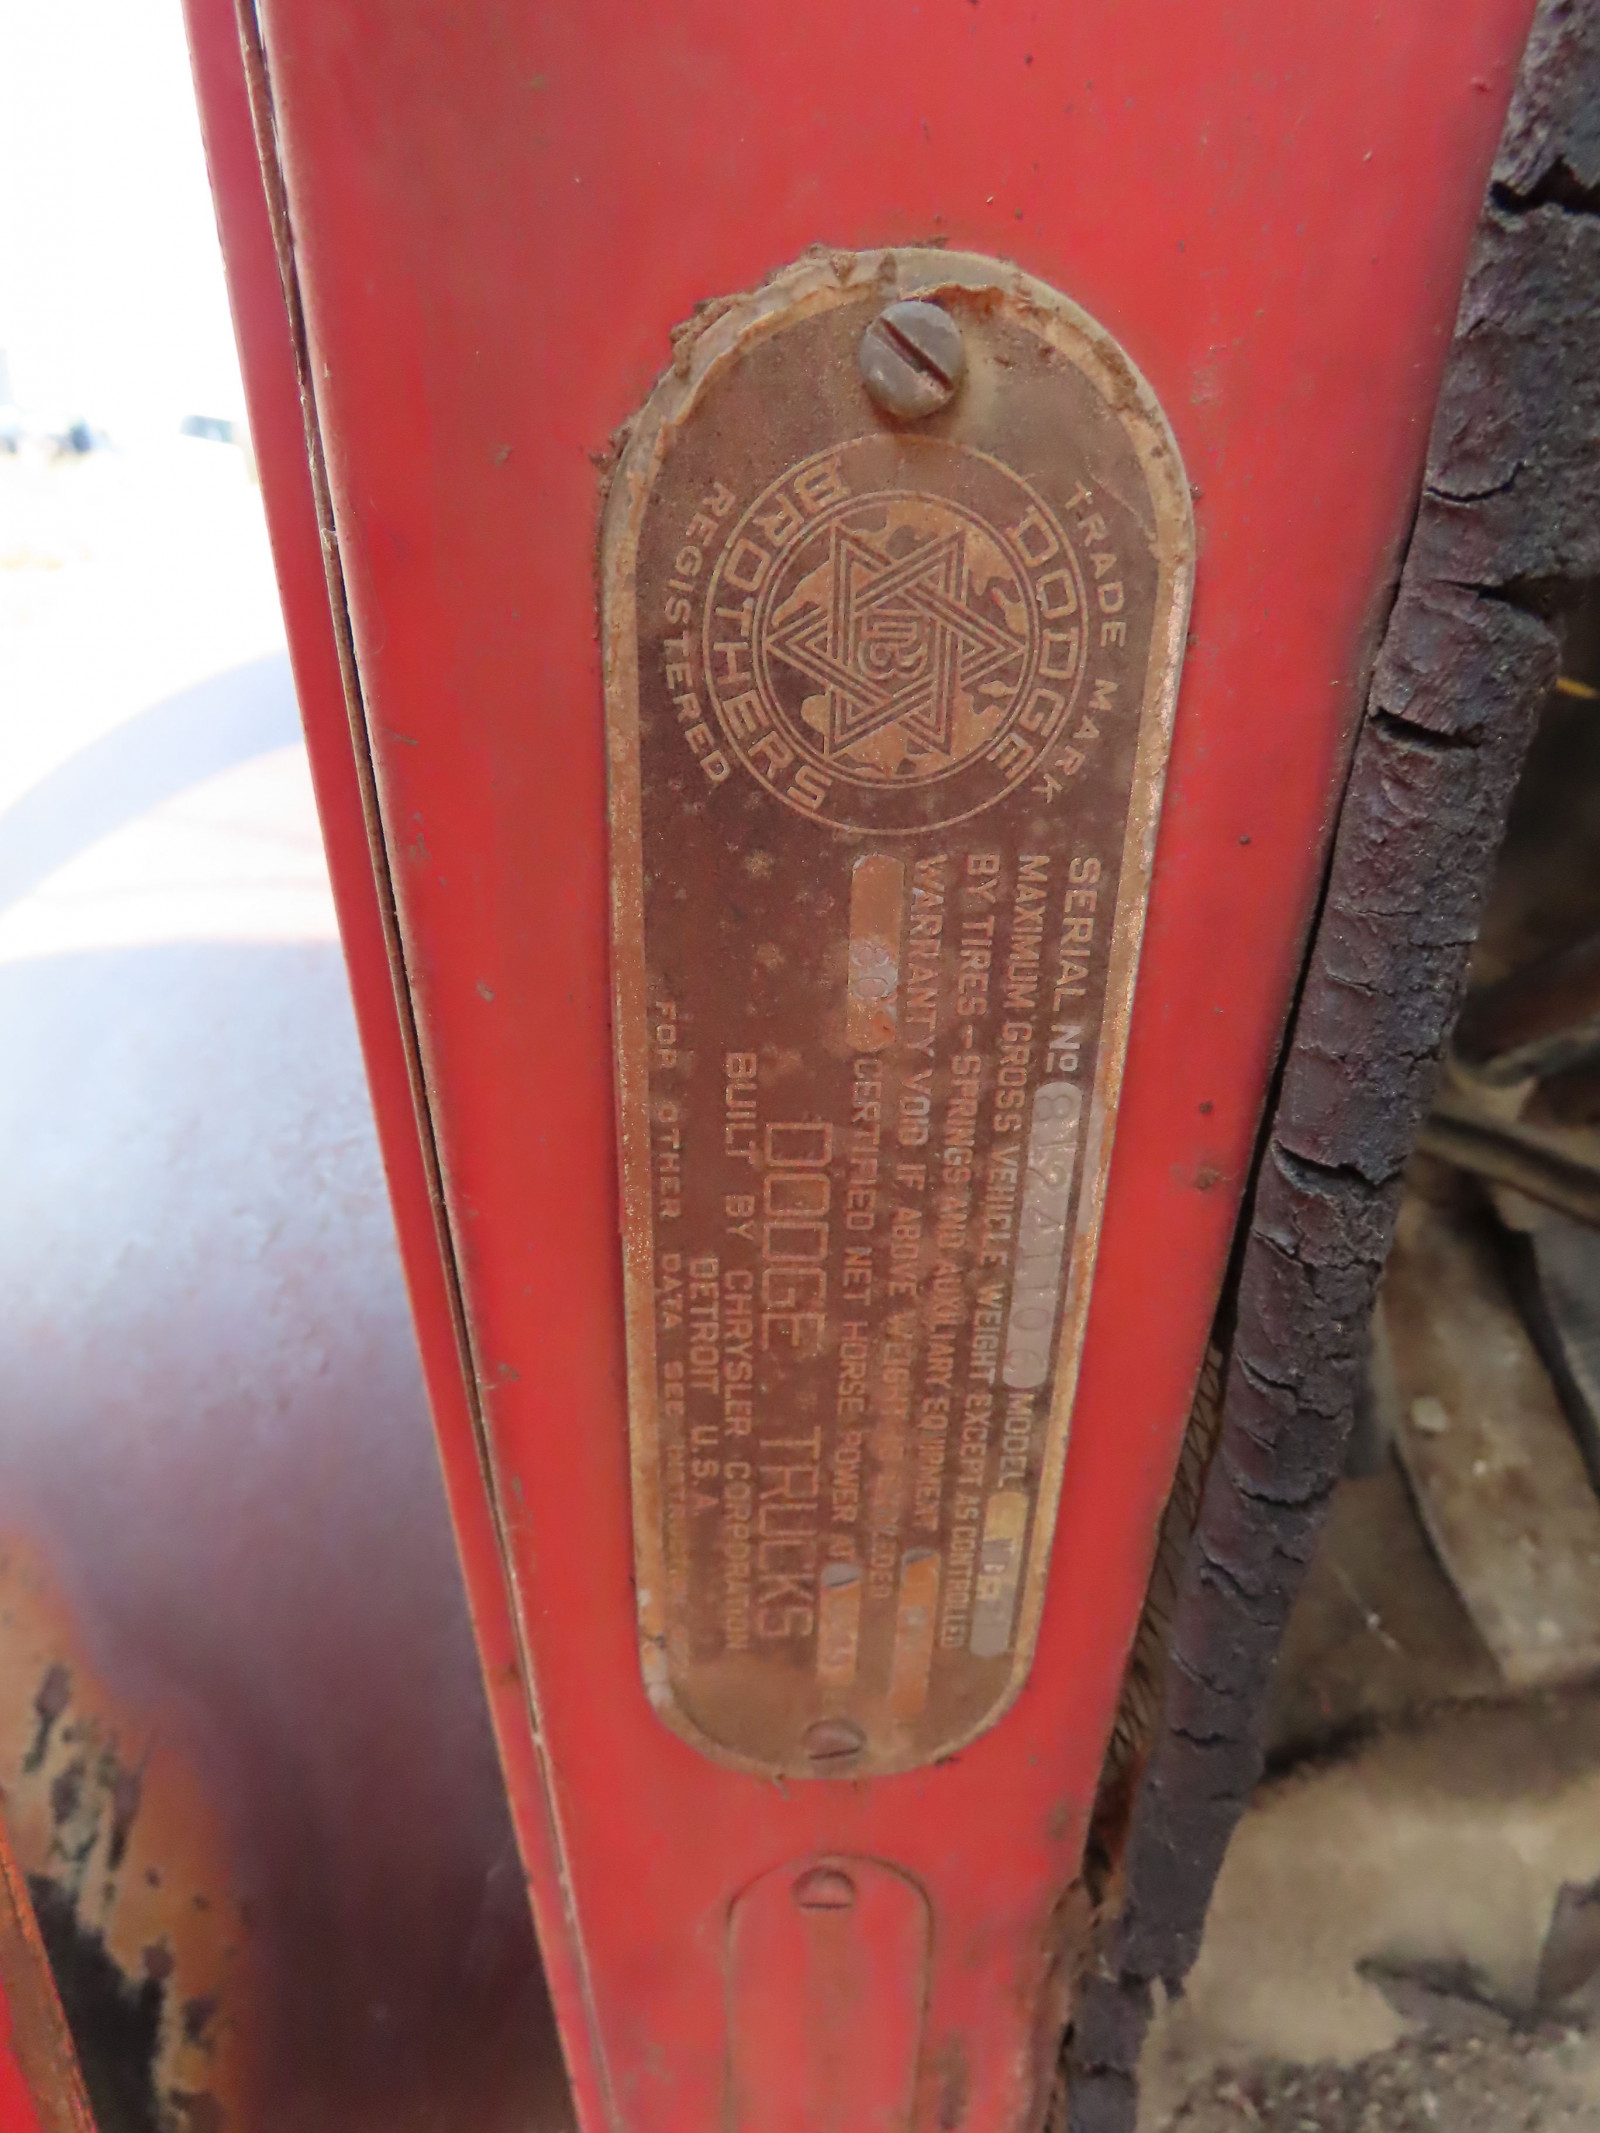 TRADE MARK
DODGE
BROTHERS
DB
REGISTERED
SERIAL No 81241106 MODEL
MAXIMUM GROSS VEHICLE WEIGHT EXCEPT AS CONTROLLED
BY TIRES - SPRINGS AND AUXILIARY EQUIPMENT
WARRANTY VOID IF ABOVE WEIGHT IS EXCEEDED
CERTIFIED NET HORSE POWER AT
DODGE TRUCKS
BUILT BY CHRYSLER CORPORATION
DETROIT U.S.A.
FOR OTHER DATA SEE